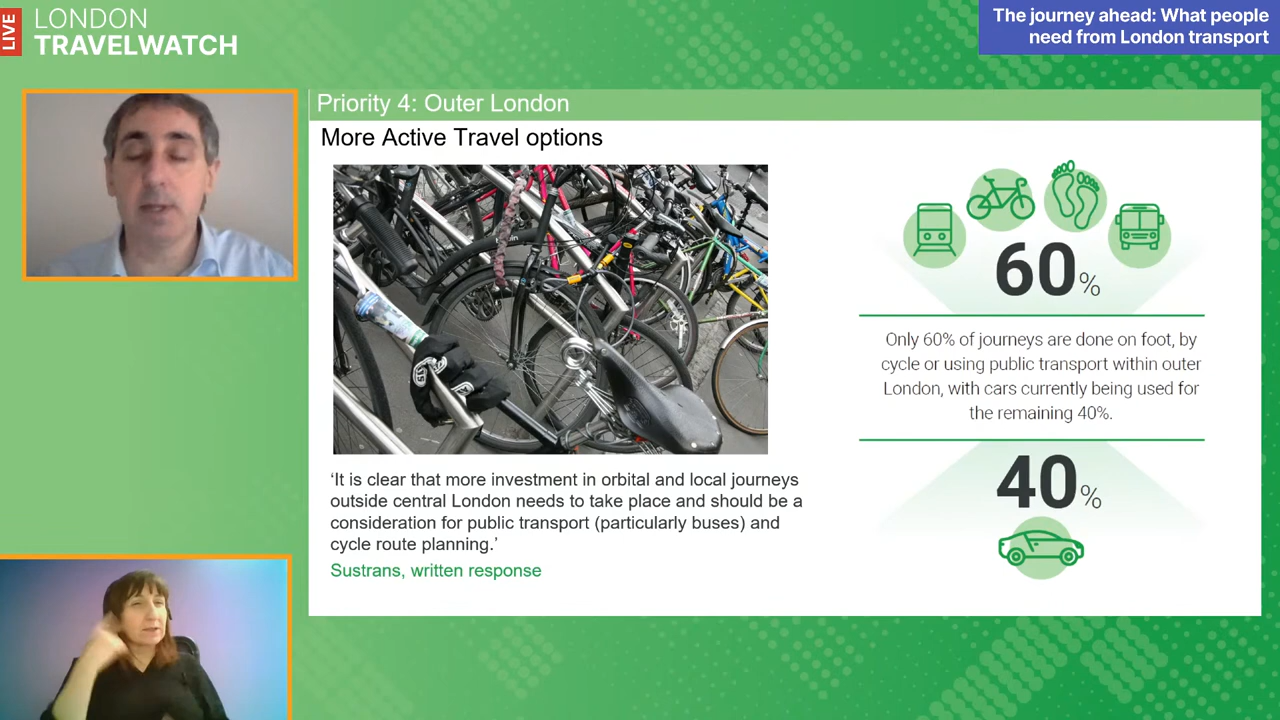 LIVE
LONDON
TRAVELWATCH
The journey ahead: What people
need from London transport
Priority 4: Outer London
More Active Travel options
‘It is clear that more investment in orbital and local journeys
outside central London needs to take place and should be a
consideration for public transport (particularly buses) and
cycle route planning.’
Sustrans, written response
60%
Only 60% of journeys are done on foot, by
cycle or using public transport within outer
London, with cars currently being used for
the remaining 40%.
40%